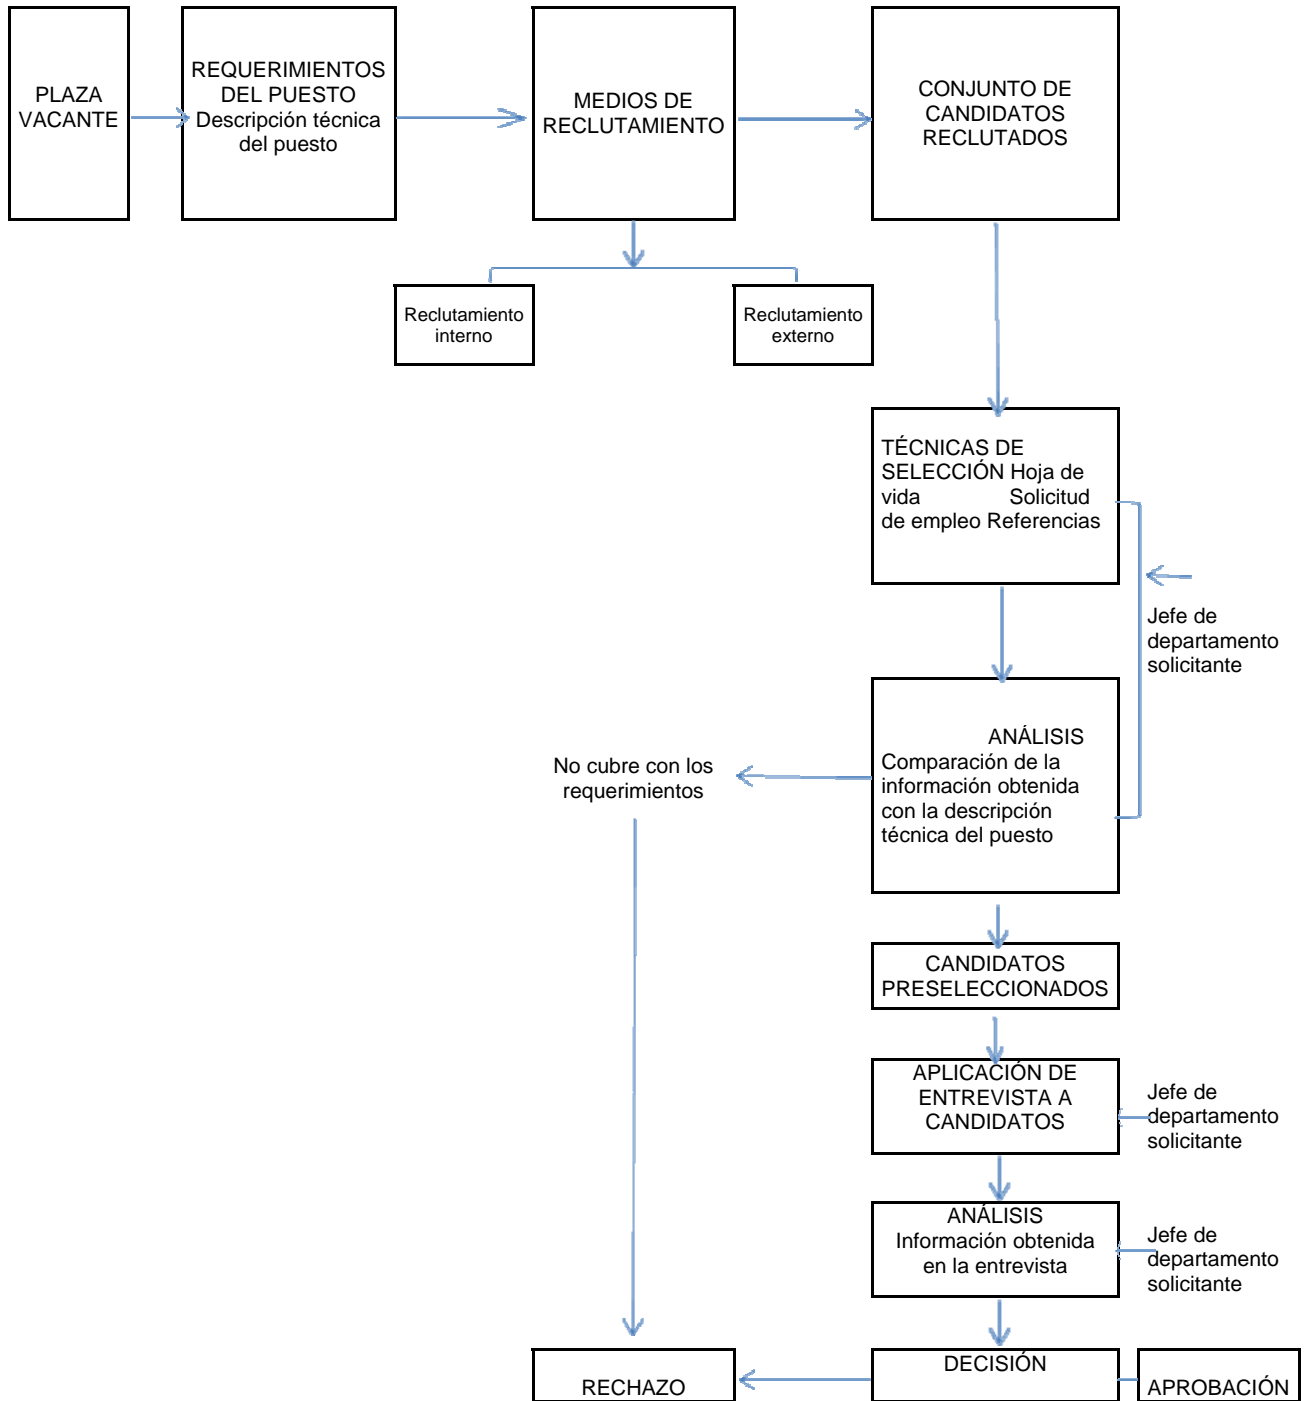 PLAZA
VACANTE
REQUERIMIENTOS
DEL PUESTO
Descripción técnica
del puesto
MEDIOS DE
RECLUTAMIENTO
CONJUNTO DE
CANDIDATOS
RECLUTADOS
Reclutamiento
interno
Reclutamiento
externo
TÉCNICAS DE
SELECCIÓN Hoja de
vida Solicitud
de empleo Referencias
Jefe de
departamento
solicitante
ANÁLISIS
Comparación de la
información obtenida
con la descripción
técnica del puesto
No cubre con los
requerimientos
CANDIDATOS
PRESELECCIONADOS
APLICACIÓN DE
ENTREVISTA A
CANDIDATOS
Jefe de
departamento
solicitante
ANÁLISIS
Información obtenida
en la entrevista
Jefe de
departamento
solicitante
DECISIÓN
RECHAZO
APROBACIÓN